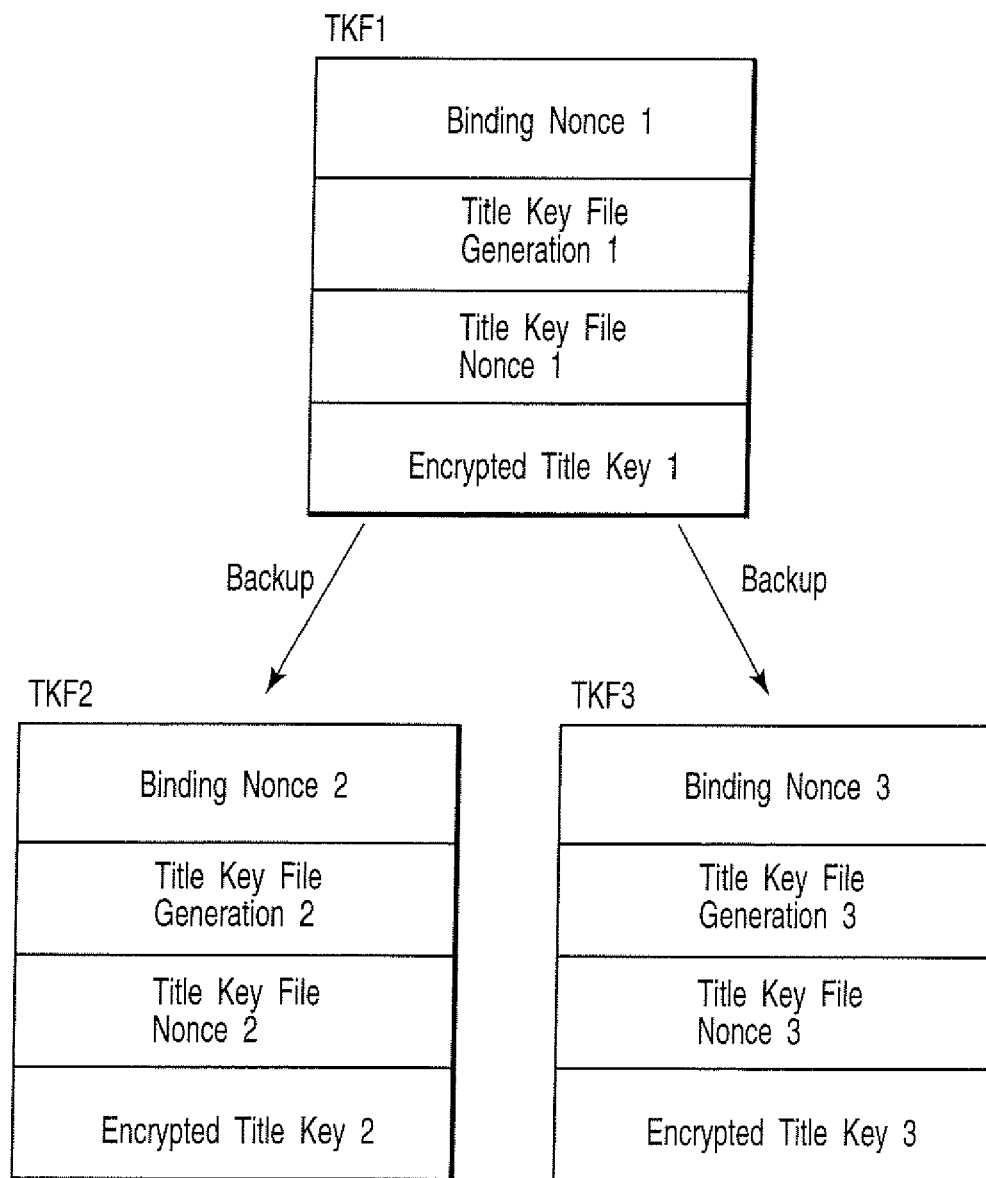 TKF1
Binding Nonce 1
Title Key File
Generation 1
Title Key File
Nonce 1
Encrypted Title Key 1
Backup
Backup
TKF2
Binding Nonce 2
Title Key File
Generation 2
Title Key File
Nonce 2
Encrypted Title Key 2
TKF3
Binding Nonce 3
Title Key File
Generation 3
Title Key File
Nonce 3
Encrypted Title Key 3